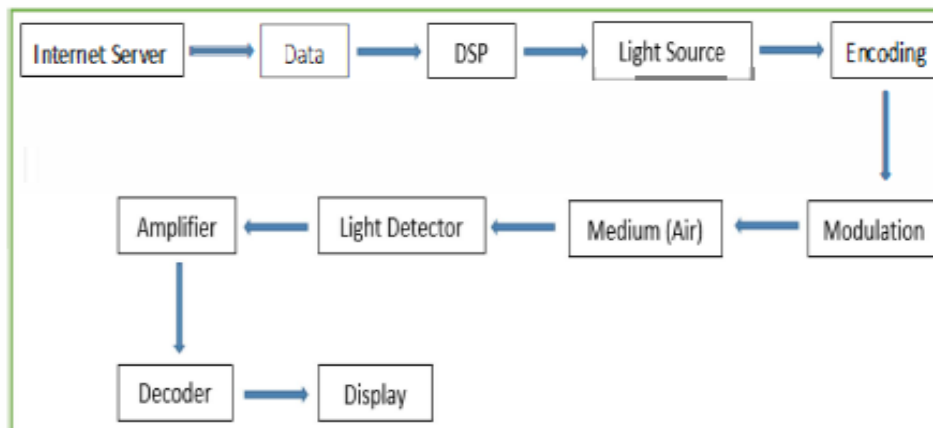 Internet Server
Data
DSP
Light Source
Encoding
Modulation
Medium (Air)
Light Detector
Amplifier
Decoder
Display